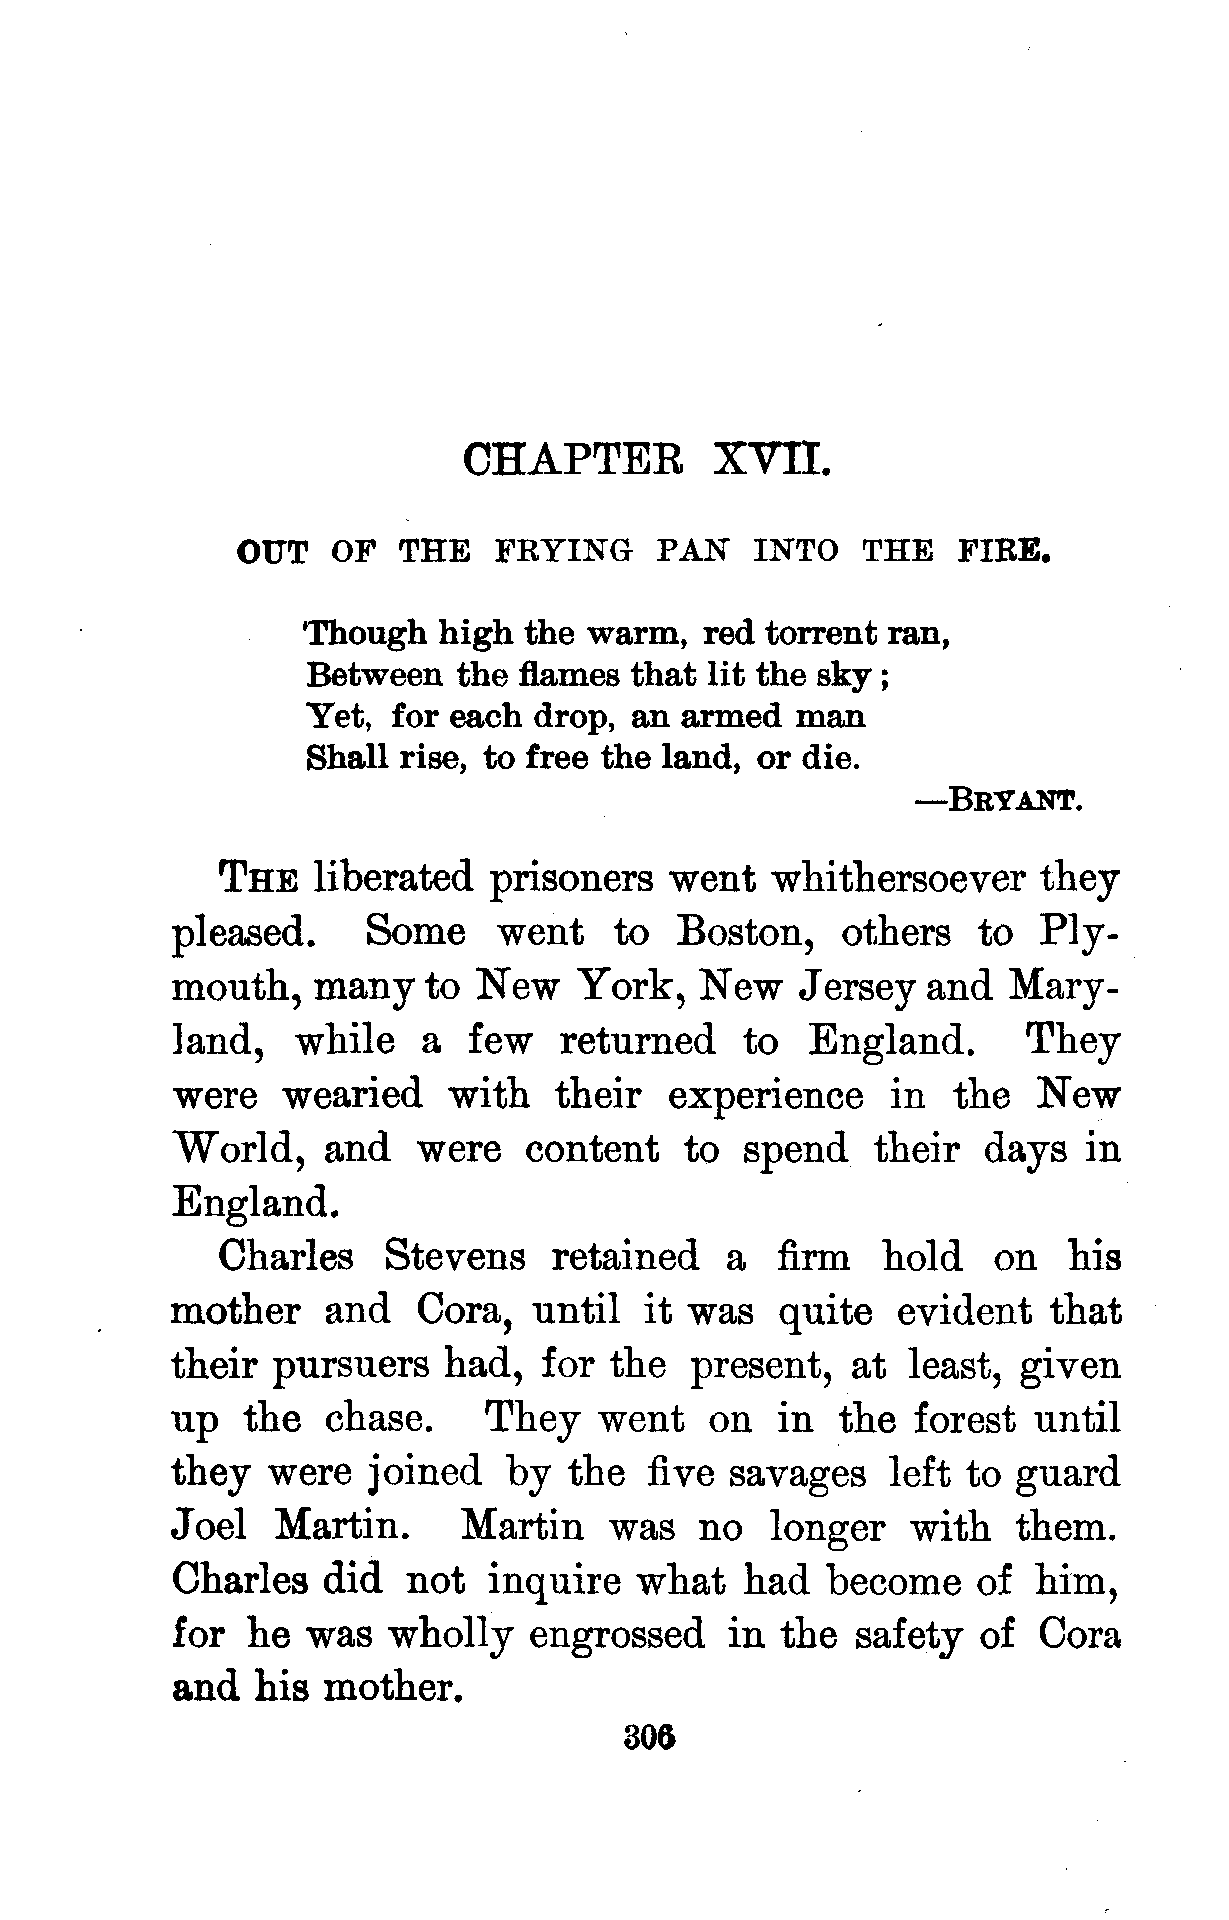 CHAPTER XVII.
OUT OF THE FRYING PAN INTO THE FIRE.
Though high the warm, red torrent ran,
Between the flames that lit the sky;
Yet, for each drop, an armed man
Shall rise, to free the land, or die.
—BRYANT.
THE liberated prisoners went whithersoever they
pleased. Some went to Boston, others to Ply-
mouth, many to New York, New Jersey and Mary-
land, while a few returned to England. They
were wearied with their experience in the New
World, and were content to spend their days in
England.
Charles Stevens retained a firm hold on his
mother and Cora, until it was quite evident that
their pursuers had, for the present, at least, given
up the chase. They went on in the forest until
they were joined by the five savages left to guard
Joel Martin. Martin was no longer with them.
Charles did not inquire what had become of him,
for he was wholly engrossed in the safety of Cora
and his mother.
306